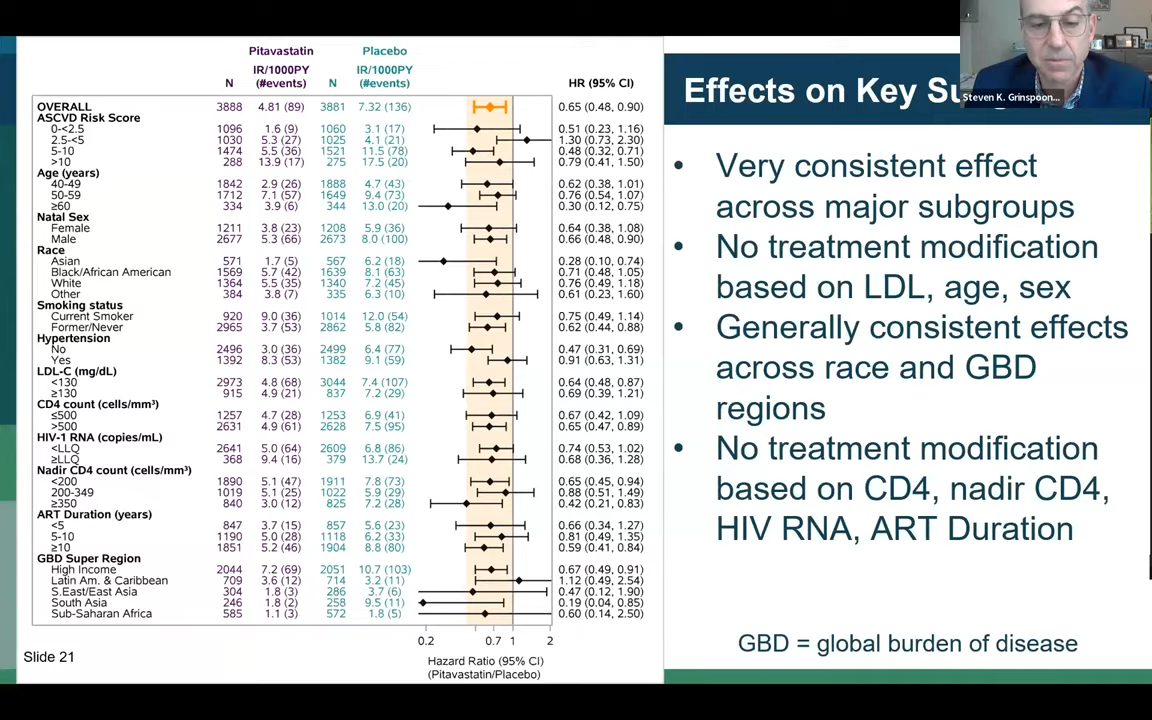 Pitavastatin Placebo
N IR/1000PY (#events) N IR/1000PY (#events) HR (95% CI)
OVERALL 3888 4.81 (89) 3881 7.32 (136) 0.65 (0.48, 0.90)
ASCVD Risk Score
0-<2.5 1096 1.6 (9) 1060 3.1 (17) 0.51 (0.23, 1.16)
2.5-<5 1030 5.3 (27) 1025 4.1 (21) 1.30 (0.73, 2.30)
5-10 1474 5.5 (36) 1521 11.5 (78) 0.48 (0.32, 0.71)
>10 288 13.9 (17) 275 17.5 (20) 0.79 (0.41, 1.50)
Age (years)
40-49 1842 2.9 (26) 1888 4.7 (43) 0.62 (0.38, 1.01)
50-59 1712 7.1 (57) 1649 9.4 (73) 0.76 (0.54, 1.07)
≥60 334 3.9 (6) 344 13.0 (20) 0.30 (0.12, 0.75)
Natal Sex
Female 1211 3.8 (23) 1208 5.9 (36) 0.64 (0.38, 1.08)
Male 2677 5.3 (66) 2673 8.0 (100) 0.66 (0.48, 0.90)
Race
Asian 571 1.7 (5) 567 6.2 (18) 0.28 (0.10, 0.74)
Black/African American 1569 5.7 (42) 1639 8.1 (63) 0.71 (0.48, 1.05)
White 1364 5.5 (35) 1340 7.2 (45) 0.76 (0.49, 1.18)
Other 384 3.8 (7) 335 6.3 (10) 0.61 (0.23, 1.60)
Smoking status
Current Smoker 920 9.0 (36) 1014 12.0 (54) 0.75 (0.49, 1.14)
Former/Never 2965 3.7 (53) 2862 5.8 (82) 0.62 (0.44, 0.88)
Hypertension
No 2496 3.0 (36) 2499 6.4 (77) 0.47 (0.31, 0.69)
Yes 1392 8.3 (53) 1382 9.1 (59) 0.91 (0.63, 1.31)
LDL-C (mg/dL)
<130 2973 4.8 (68) 3044 7.4 (107) 0.64 (0.48, 0.87)
≥130 915 4.9 (21) 837 7.2 (29) 0.69 (0.39, 1.21)
CD4 count (cells/mm³)
≤500 1257 4.7 (28) 1253 6.9 (41) 0.67 (0.42, 1.09)
>500 2631 4.9 (61) 2628 7.5 (95) 0.65 (0.47, 0.89)
HIV-1 RNA (copies/mL)
<LLQ 2641 5.0 (64) 2609 6.8 (86) 0.74 (0.53, 1.02)
≥LLQ 368 9.4 (16) 379 13.7 (24) 0.68 (0.36, 1.28)
Nadir CD4 count (cells/mm³)
<200 1890 5.1 (47) 1911 7.8 (73) 0.65 (0.45, 0.94)
200-349 1019 5.1 (25) 1022 5.9 (29) 0.88 (0.51, 1.49)
≥350 840 3.0 (12) 825 7.2 (28) 0.42 (0.21, 0.83)
ART Duration (years)
<5 847 3.7 (15) 857 5.6 (23) 0.66 (0.34, 1.27)
5-10 1190 5.0 (28) 1118 6.2 (33) 0.81 (0.49, 1.35)
≥10 1851 5.2 (46) 1904 8.8 (80) 0.59 (0.41, 0.84)
GBD Super Region
High Income 2044 7.2 (69) 2051 10.7 (103) 0.67 (0.49, 0.91)
Latin Am. & Caribbean 709 3.6 (12) 714 3.2 (11) 1.12 (0.49, 2.54)
S.East/East Asia 304 1.8 (3) 286 3.7 (6) 0.47 (0.12, 1.90)
South Asia 246 1.8 (2) 258 9.5 (11) 0.19 (0.04, 0.85)
Sub-Saharan Africa 585 1.1 (3) 572 1.8 (5) 0.60 (0.14, 2.50)
0.2 0.7 1 2
Hazard Ratio (95% CI)
(Pitavastatin/Placebo)
Slide 21
Effects on Key
Steven K. Grinspoon...
• Very consistent effect
across major subgroups
• No treatment modification
based on LDL, age, sex
• Generally consistent effects
across race and GBD
regions
• No treatment modification
based on CD4, nadir CD4,
HIV RNA, ART Duration
GBD = global burden of disease